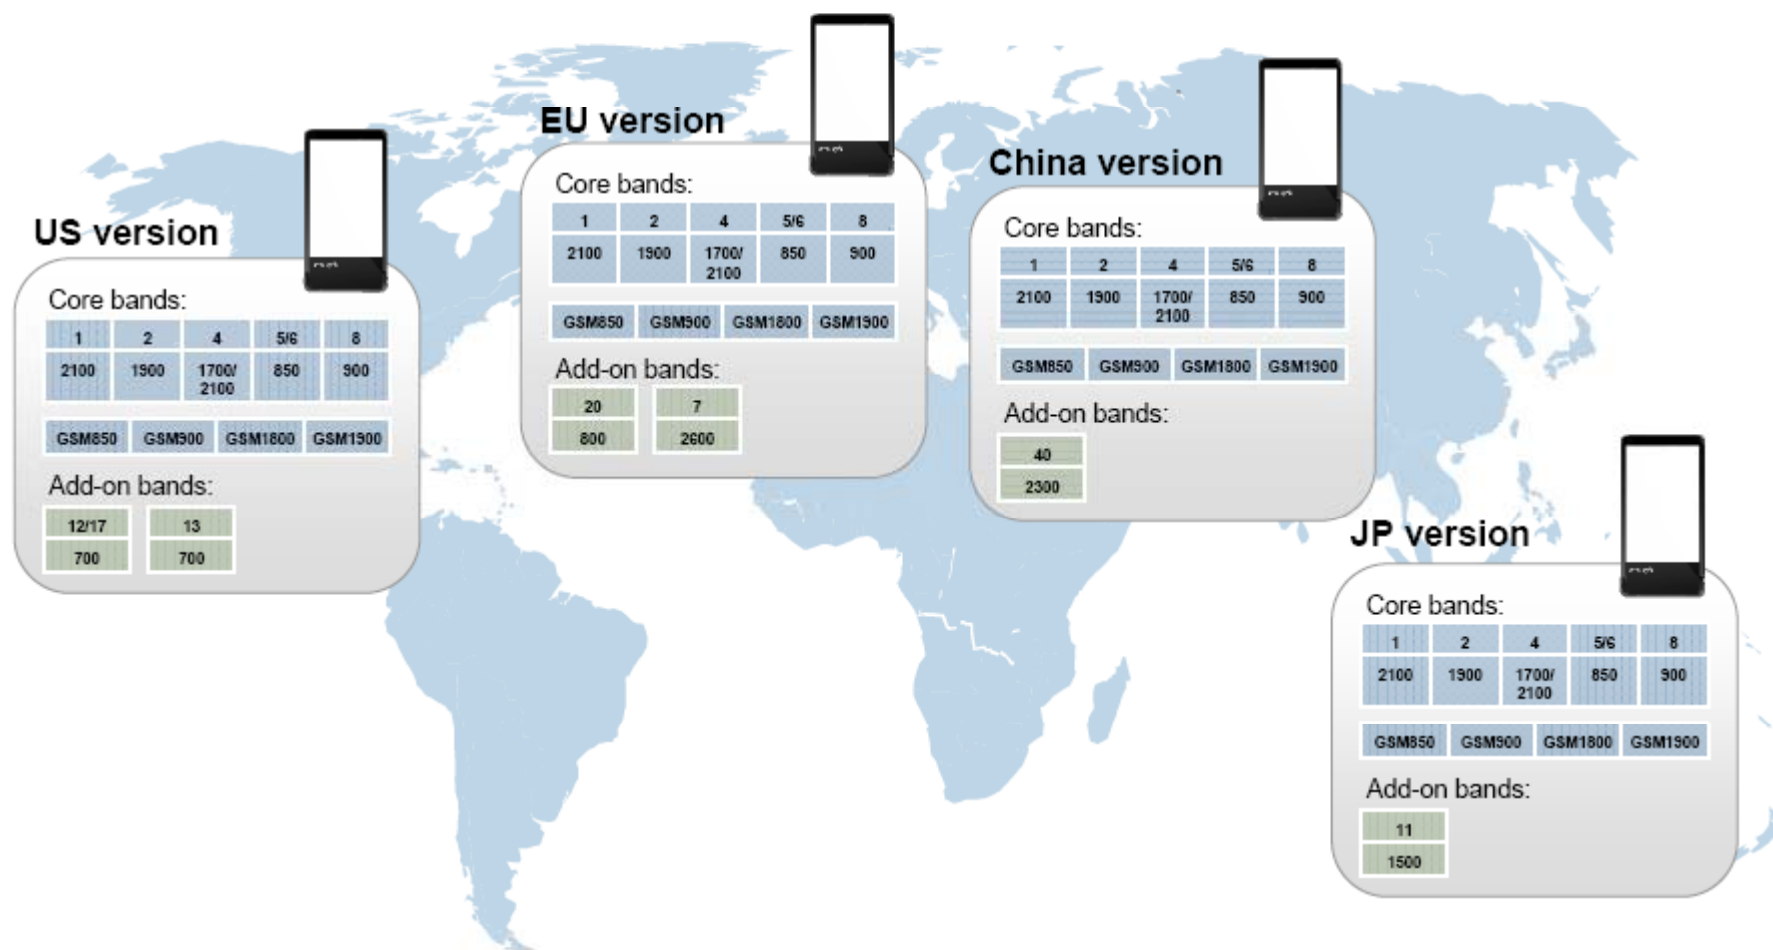 US version
Core bands:
1 2 4 5/6 8
2100 1900 1700/ 850 900
2100
GSM850 GSM900 GSM1800 GSM1900
Add-on bands:
12/17 13
700 700
EU version
Core bands:
1 2 4 5/6 8
2100 1900 1700/ 850 900
2100
GSM850 GSM900 GSM1800 GSM1900
Add-on bands:
20 7
800 2600
China version
Core bands:
1 2 4 5/6 8
2100 1900 1700/ 850 900
2100
GSM850 GSM900 GSM1800 GSM1900
Add-on bands:
40
2300
JP version
Core bands:
1 2 4 5/6 8
2100 1900 1700/ 850 900
2100
GSM850 GSM900 GSM1800 GSM1900
Add-on bands:
11
1500